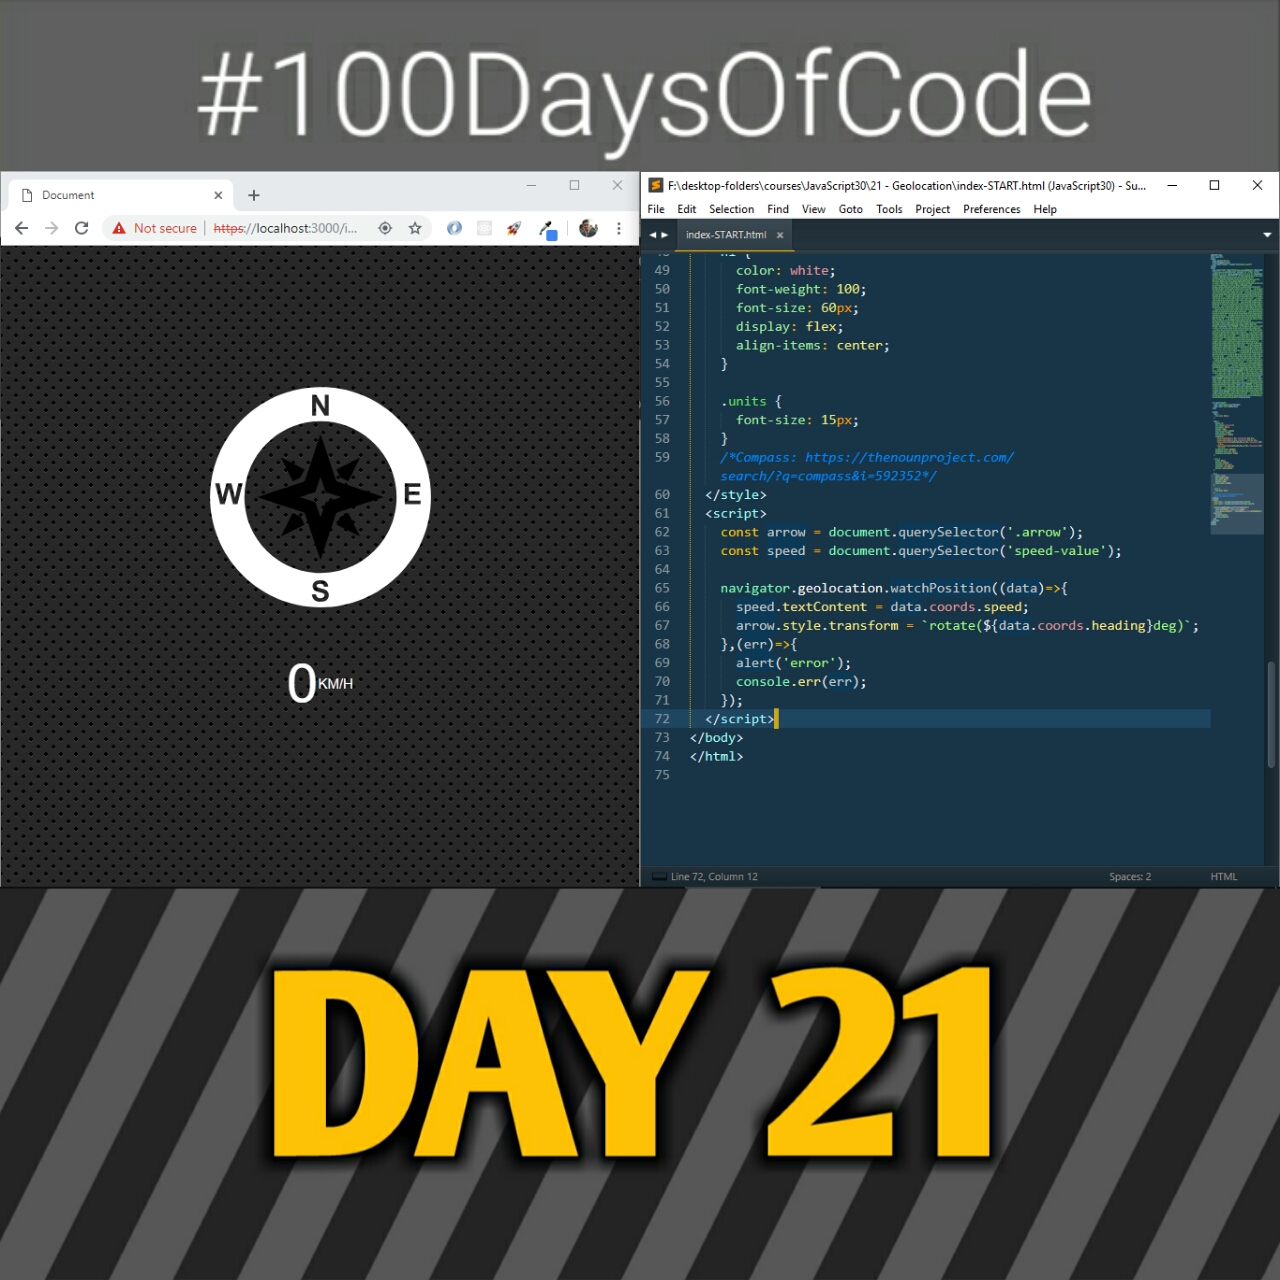 #100DaysOfCode
Document
Not secure | https://localhost:3000/i...
N
W
E
S
0 KM/H
F:\desktop-folders\courses\JavaScript30\21 - Geolocation\index-START.html (JavaScript30) - Su...
File Edit Selection Find View Goto Tools Project Preferences Help
index-START.html
49 color: white;
50 font-weight: 100;
51 font-size: 60px;
52 display: flex;
53 align-items: center;
54 }
55
56 .units {
57 font-size: 15px;
58 }
59 /*Compass: https://thenounproject.com/
search/?q=compass&i=592352*/
60 </style>
61 <script>
62 const arrow = document.querySelector('.arrow');
63 const speed = document.querySelector('speed-value');
64
65 navigator.geolocation.watchPosition((data)=>{
66 speed.textContent = data.coords.speed;
67 arrow.style.transform = `rotate(${data.coords.heading}deg)`;
68 },(err)=>{
69 alert('error');
70 console.err(err);
71 });
72 </script>
73 </body>
74 </html>
75
Line 72, Column 12 Spaces: 2 HTML
DAY 21